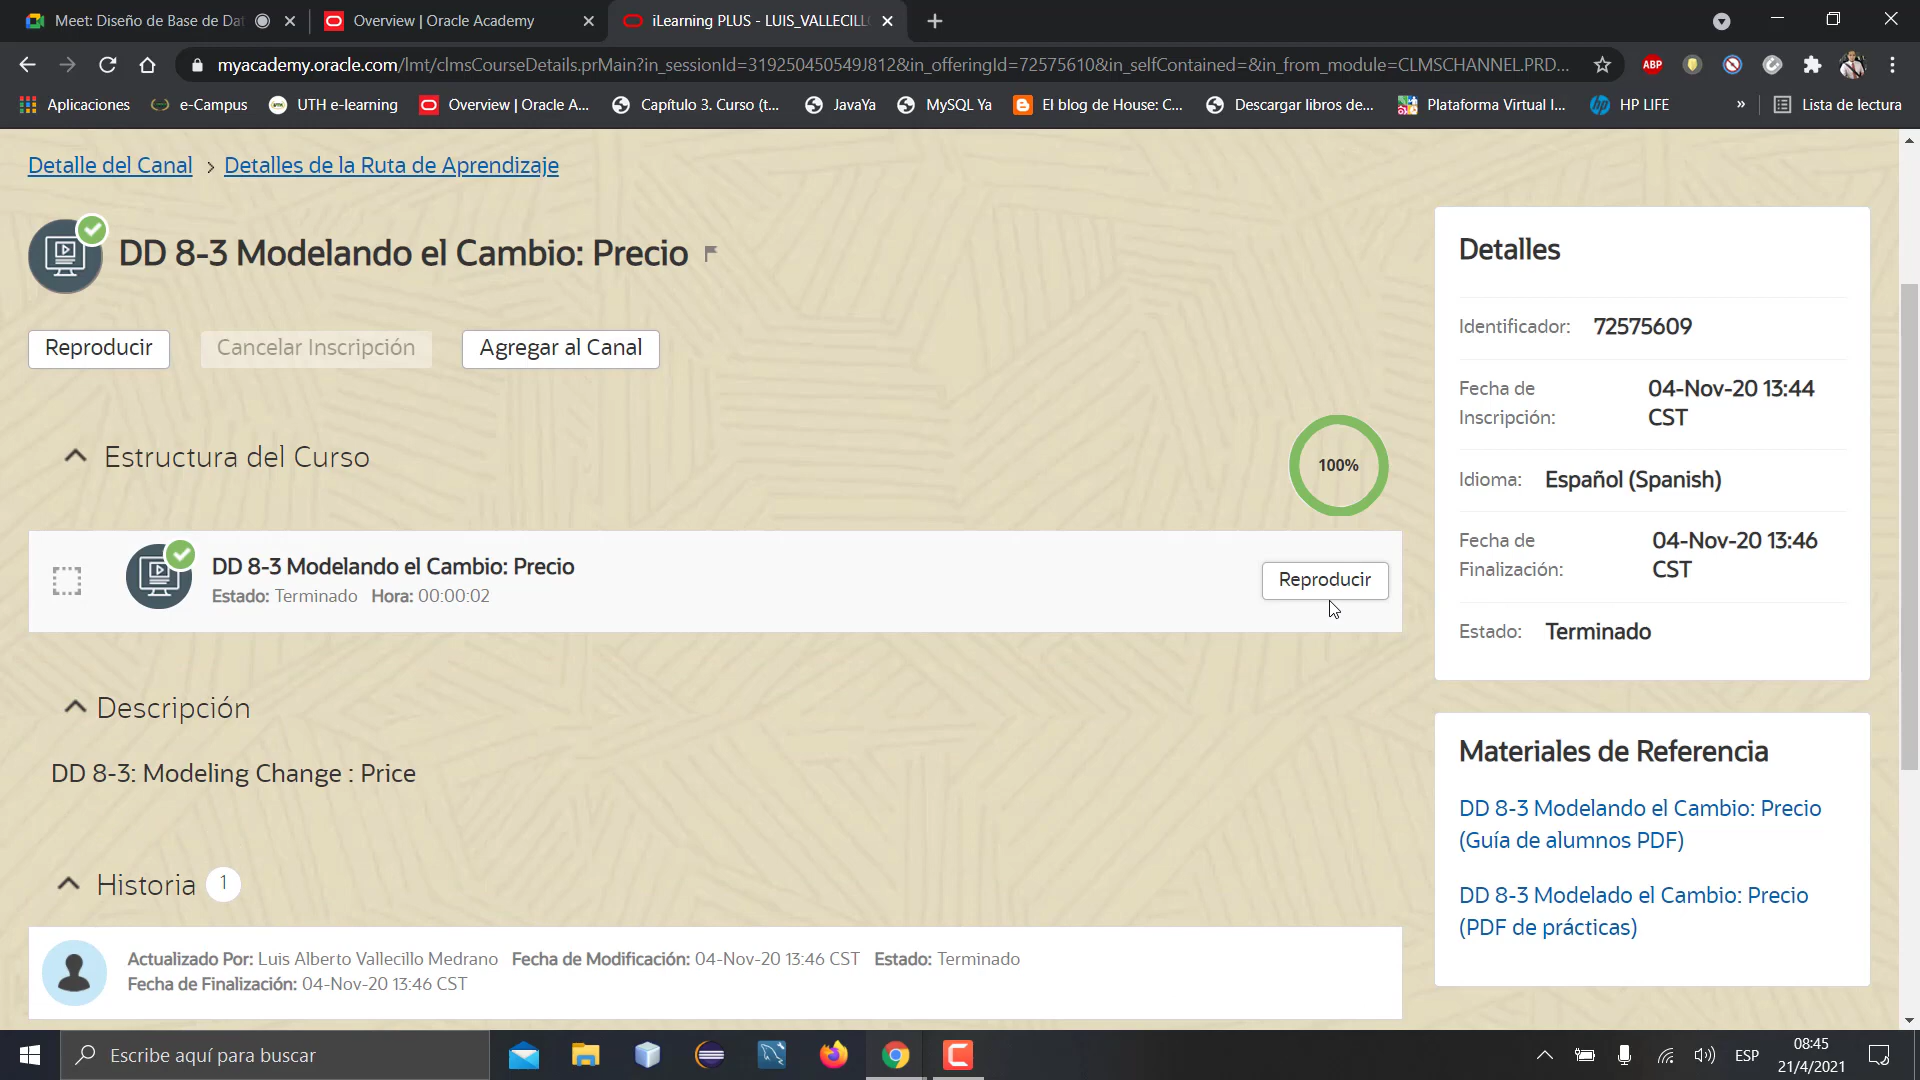 Meet: Diseño de Base de Dat
Overview | Oracle Academy
iLearning PLUS - LUIS_VALLECILLO
myacademy.oracle.com/lmt/clmsCourseDetails.prMain?in_sessionId=319250450549J812&in_offeringId=72575610&in_selfContained=&in_from_module=CLMSCHANNEL.PRD...
ABP
Aplicaciones
e-Campus
UTH e-learning
Overview | Oracle A...
Capítulo 3. Curso (t...
JavaYa
MySQL Ya
El blog de House: C...
Descargar libros de...
Plataforma Virtual I...
HP LIFE
»
Lista de lectura
Detalle del Canal > Detalles de la Ruta de Aprendizaje
DD 8-3 Modelando el Cambio: Precio
Reproducir
Cancelar Inscripción
Agregar al Canal
Estructura del Curso
100%
DD 8-3 Modelando el Cambio: Precio
Estado: Terminado Hora: 00:00:02
Reproducir
Descripción
DD 8-3: Modeling Change : Price
Historia 1
Actualizado Por: Luis Alberto Vallecillo Medrano Fecha de Modificación: 04-Nov-20 13:46 CST Estado: Terminado
Fecha de Finalización: 04-Nov-20 13:46 CST
Detalles
Identificador: 72575609
Fecha de Inscripción: 04-Nov-20 13:44 CST
Idioma: Español (Spanish)
Fecha de Finalización: 04-Nov-20 13:46 CST
Estado: Terminado
Materiales de Referencia
DD 8-3 Modelando el Cambio: Precio
(Guía de alumnos PDF)
DD 8-3 Modelado el Cambio: Precio
(PDF de prácticas)
Escribe aquí para buscar
ESP
08:45
21/4/2021